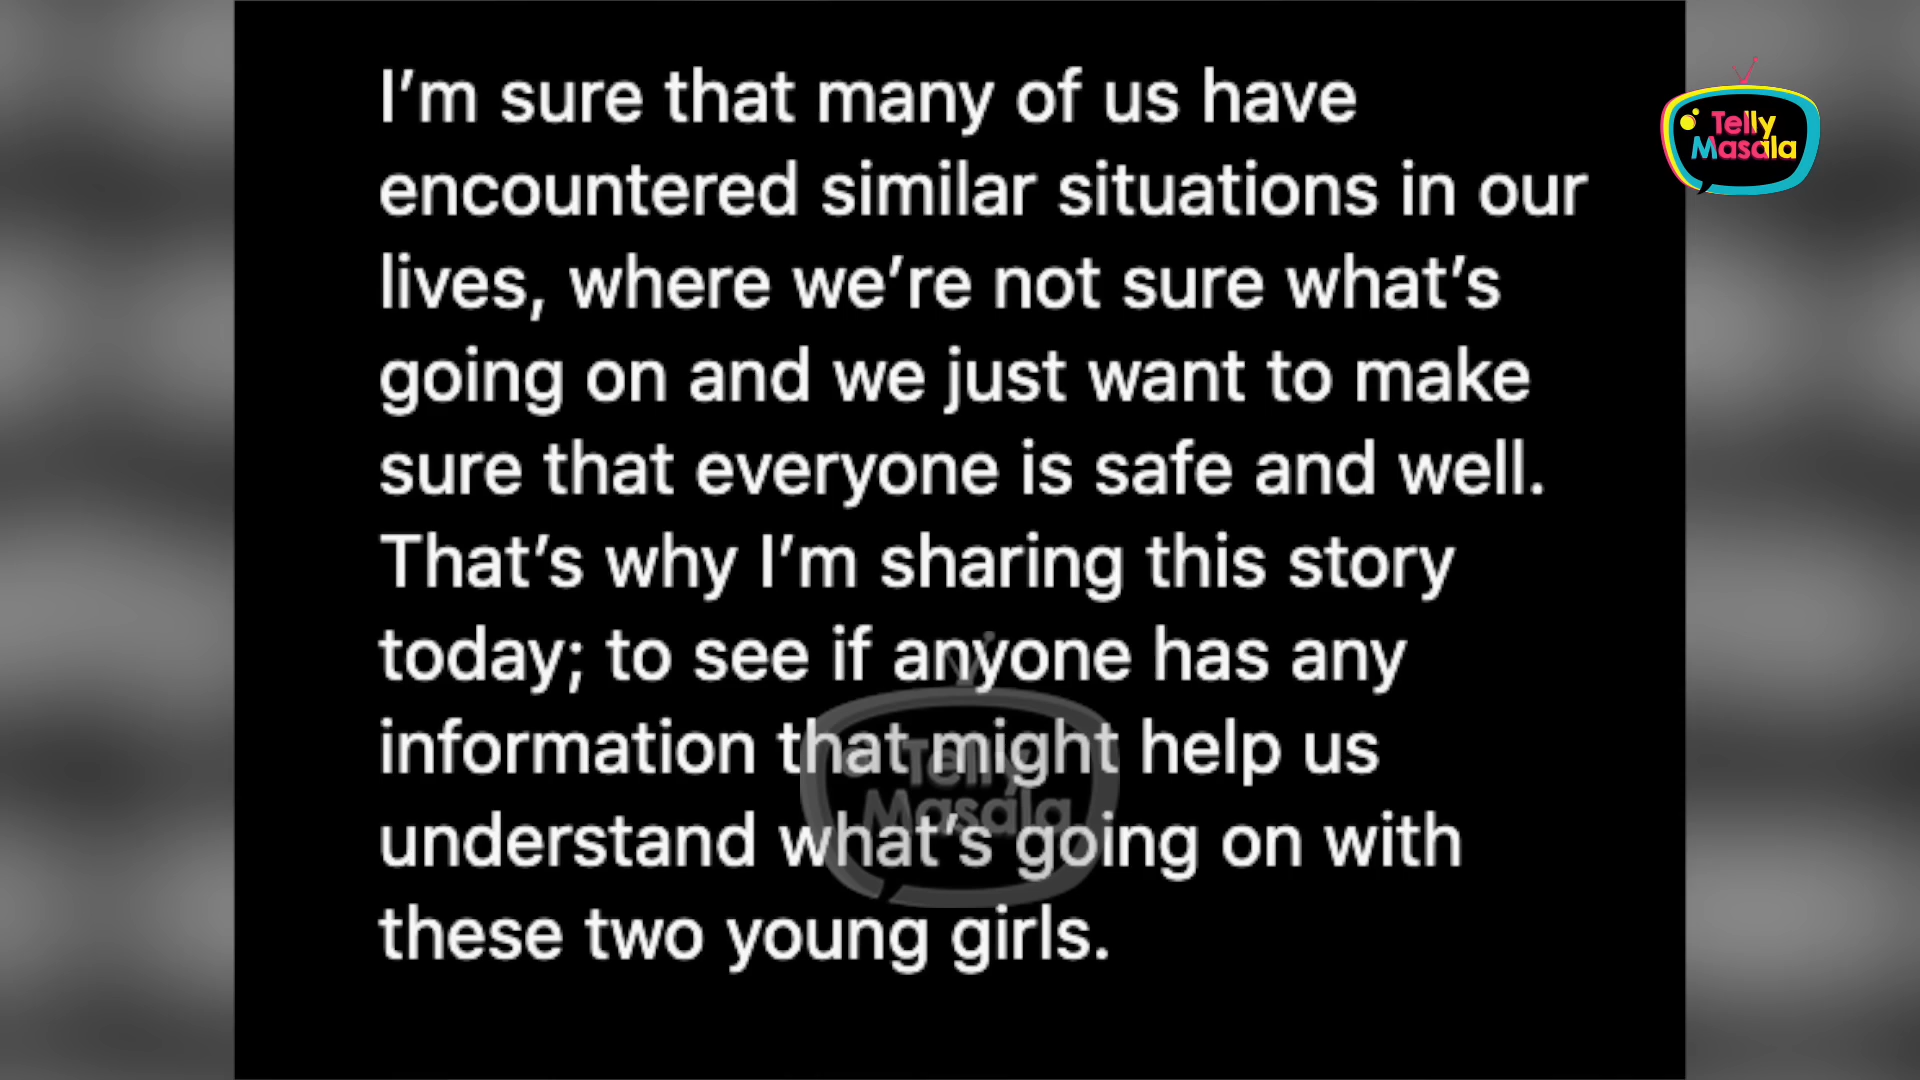 I’m sure that many of us have
encountered similar situations in our
lives, where we’re not sure what’s
going on and we just want to make
sure that everyone is safe and well.
That’s why I’m sharing this story
today; to see if anyone has any
information that might help us
understand what’s going on with
these two young girls.
Telly
Masala
Telly
Masala